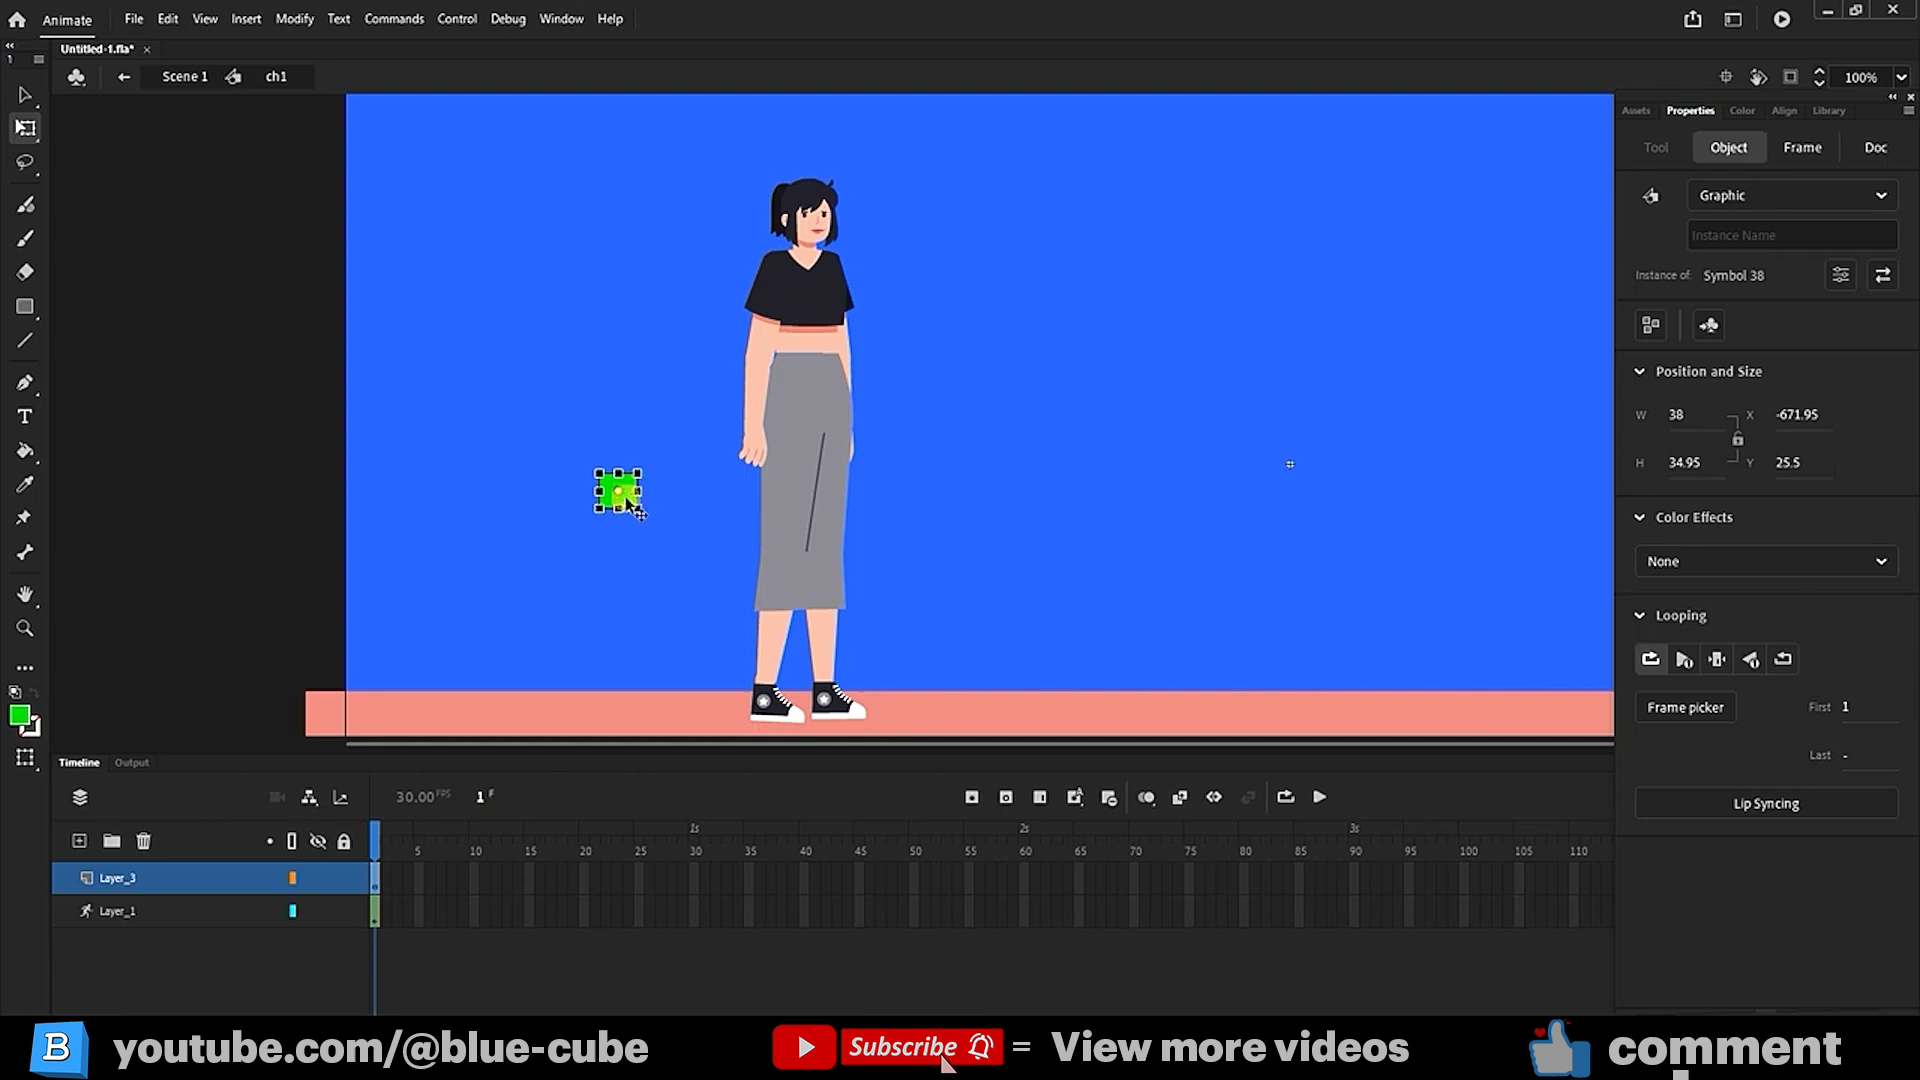 Animate File Edit View Insert Modify Text Commands Control Debug Window Help
Untitled-1.fla* ×
Scene 1 ch1 100%
Assets Properties Color Align Library
Tool Object Frame Doc
Graphic
Instance Name
Instance of: Symbol 38
Position and Size
W 38 X -671.95
H 34.95 Y 25.5
Color Effects
None
Looping
Frame picker First 1
Last -
Lip Syncing
Timeline Output
30.00 FPS 1 F
1s 2s 3s
5 10 15 20 25 30 35 40 45 50 55 60 65 70 75 80 85 90 95 100 105 110
Layer_3
Layer_1
B youtube.com/@blue-cube Subscribe = View more videos comment